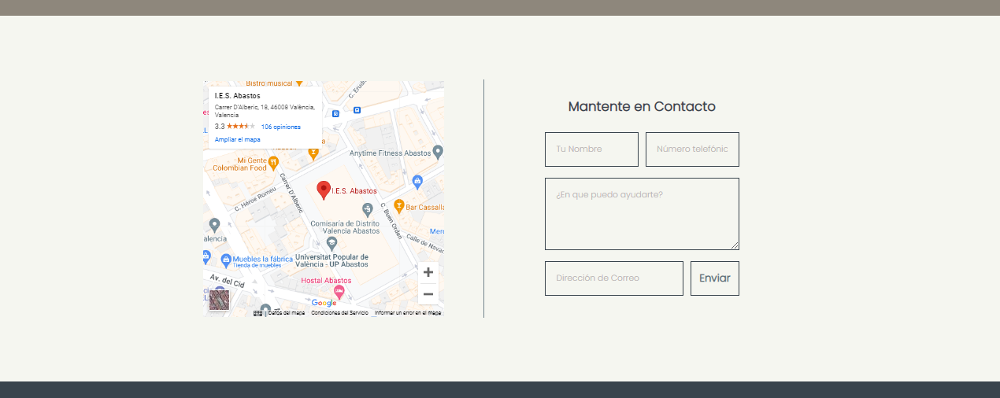 Bistro musical
C. Erudi
I.E.S. Abastos
Carrer D'Alberic, 18, 46008 València,
Valencia
3.3
106 opiniones
Ampliar el mapa
Anytime Fitness Abastos
Mi Gente
Colombian Food
C. Héroe Romeu
Carrer D'Alberic
I.E.S. Abastos
C. Buen Orden
Bar Cassalla
Comisaría de Distrito
Valencia Abastos
alencia
Merc
Calle de Navar
Muebles la fábrica
Tienda de muebles
Universitat Popular de
València - UP Abastos
Av. del Cid
Hostal Abastos
Google
Datos del mapa
Condiciones del Servicio
Informar un error en el mapa
Mantente en Contacto
Tu Nombre
Número telefónic
¿En que puedo ayudarte?
Dirección de Correo
Enviar